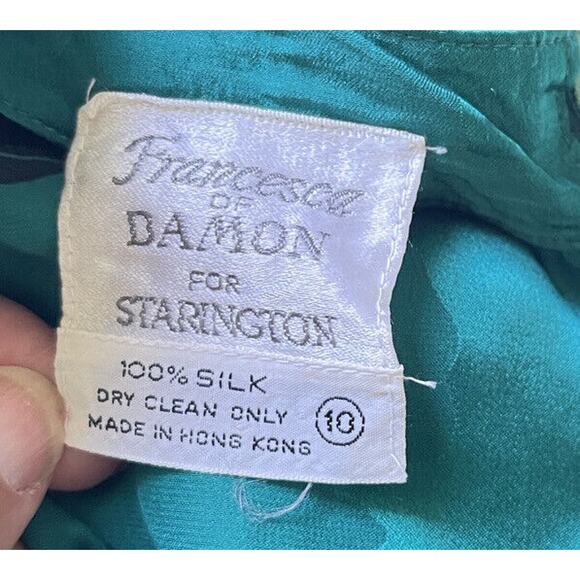 Francesca
OF
DAMON
FOR
STARINGTON
100% SILK
DRY CLEAN ONLY
MADE IN HONG KONG
10